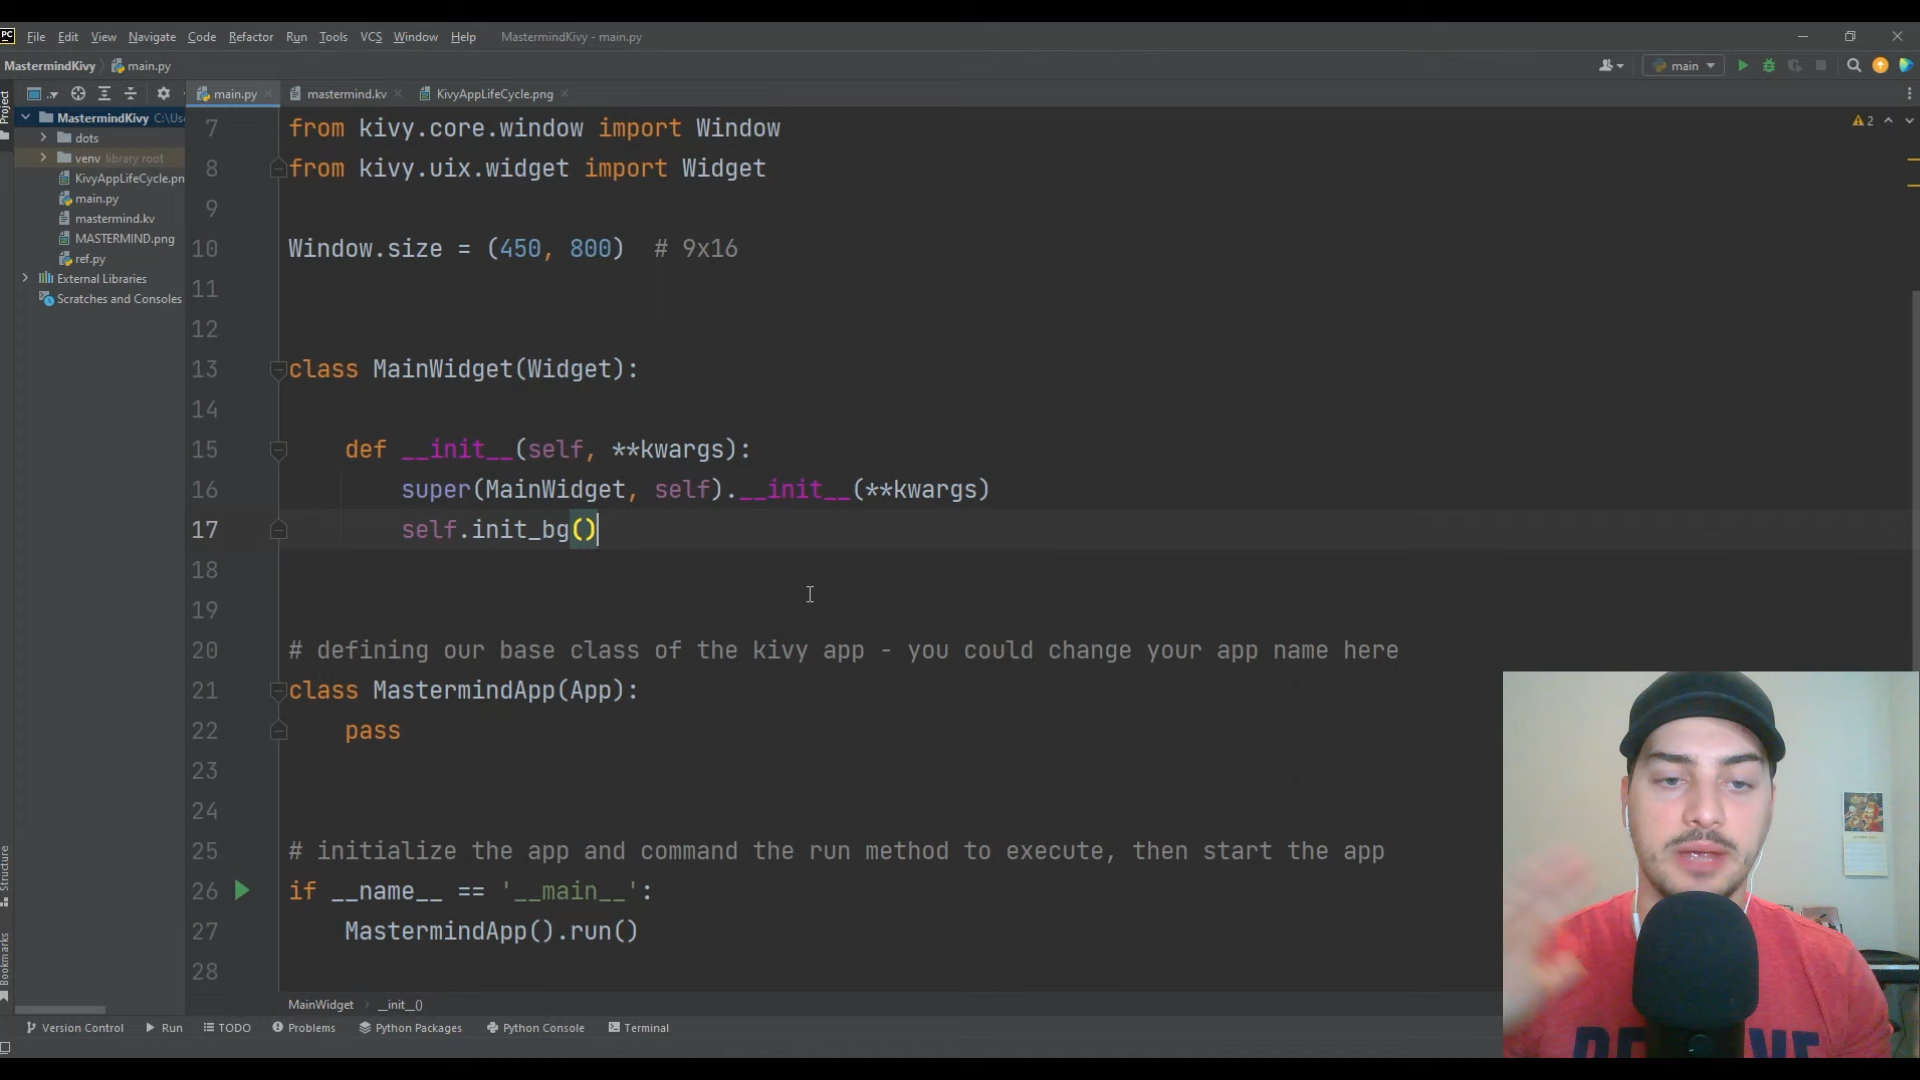 PC File Edit View Navigate Code Refactor Run Tools VCS Window Help MastermindKivy - main.py
MastermindKivy main.py main
Project
main.py mastermind.kv KivyAppLifeCycle.png
MastermindKivy C:\Use
dots
venv library root
KivyAppLifeCycle.pn
main.py
mastermind.kv
MASTERMIND.png
ref.py
External Libraries
Scratches and Consoles
2
7 from kivy.core.window import Window
8 from kivy.uix.widget import Widget
9
10 Window.size = (450, 800) # 9x16
11
12
13 class MainWidget(Widget):
14
15 def __init__(self, **kwargs):
16 super(MainWidget, self).__init__(**kwargs)
17 self.init_bg()
18
19
20 # defining our base class of the kivy app - you could change your app name here
21 class MastermindApp(App):
22 pass
23
24
25 # initialize the app and command the run method to execute, then start the app
26 if __name__ == '__main__':
27 MastermindApp().run()
28
MainWidget __init__()
Structure
Bookmarks
Version Control Run TODO Problems Python Packages Python Console Terminal